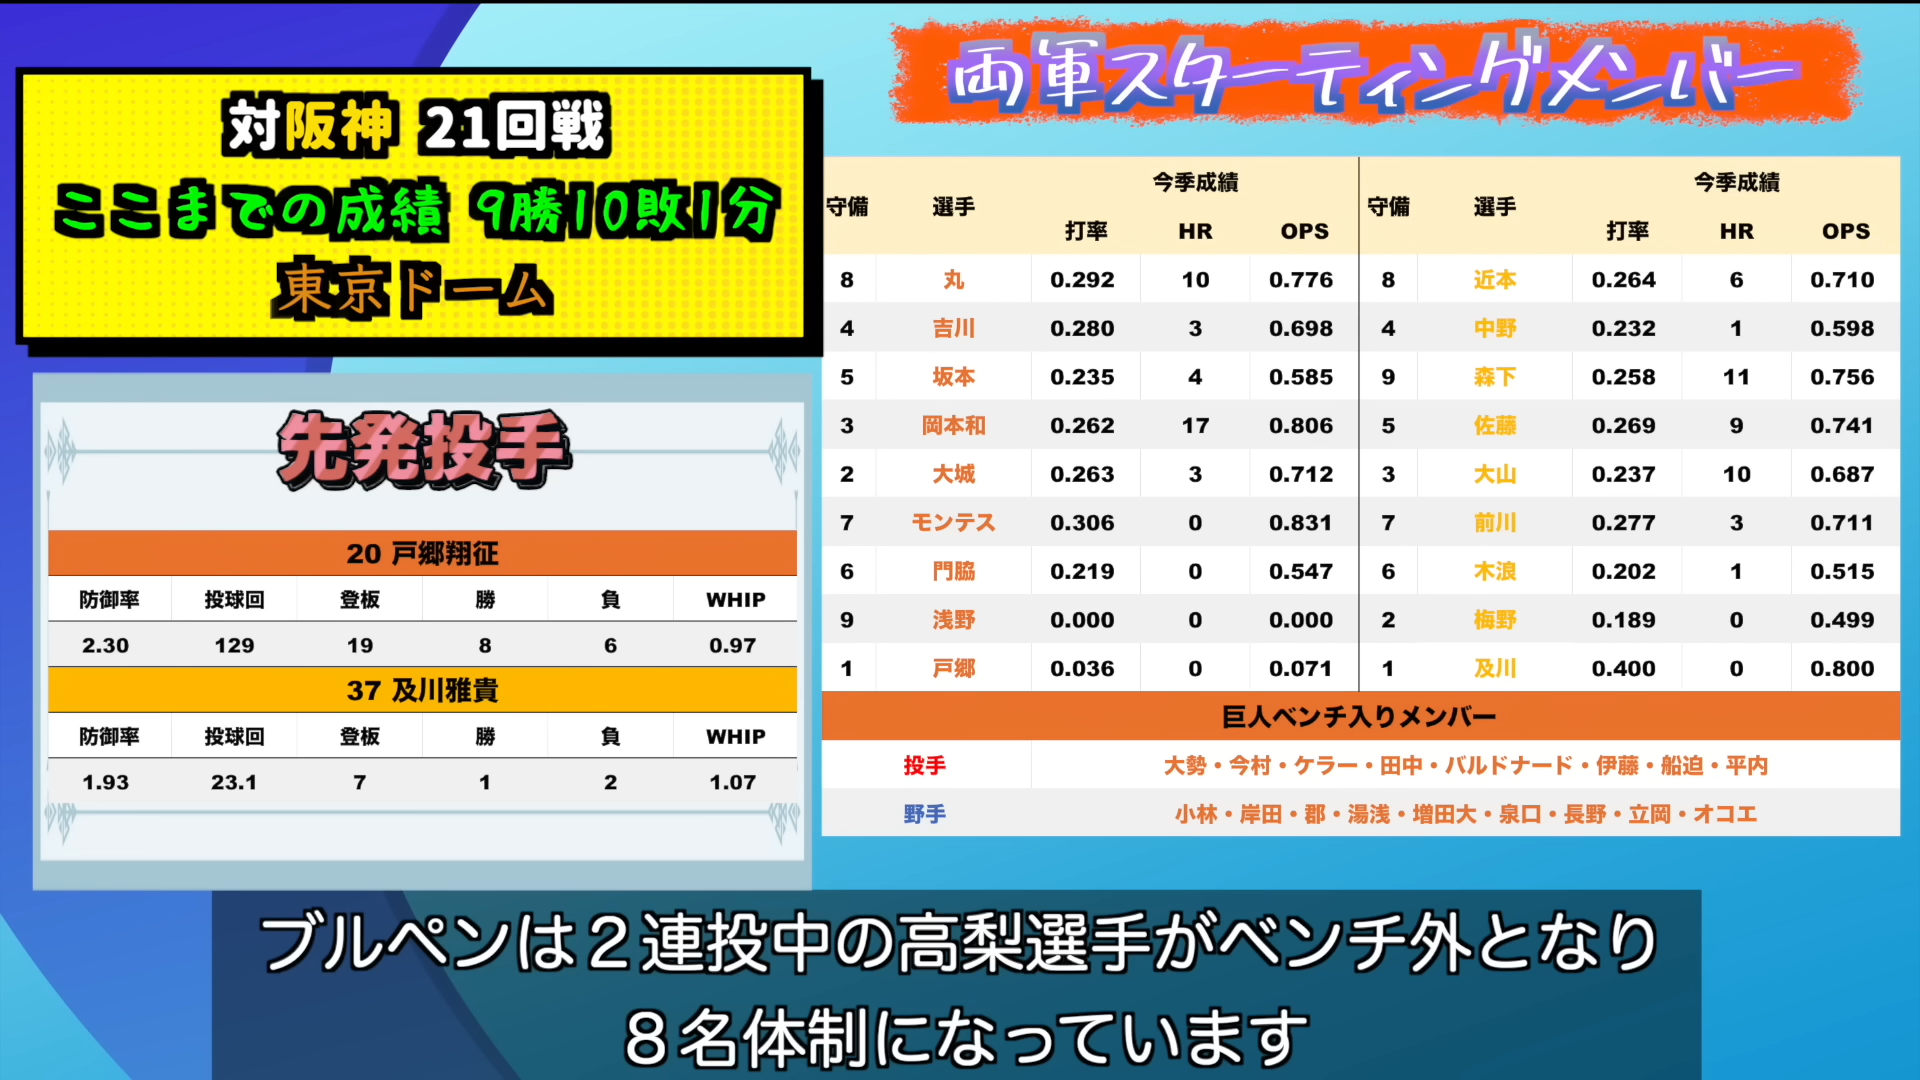 対阪神 21回戦
ここまでの成績 9勝10敗1分
東京ドーム
先発投手
20 戸郷翔征
防御率 投球回 登板 勝 負 WHIP
2.30 129 19 8 6 0.97
37 及川雅貴
防御率 投球回 登板 勝 負 WHIP
1.93 23.1 7 1 2 1.07
両軍スターティングメンバー
守備 選手 今季成績 守備 選手 今季成績
打率 HR OPS 打率 HR OPS
8 丸 0.292 10 0.776 8 近本 0.264 6 0.710
4 吉川 0.280 3 0.698 4 中野 0.232 1 0.598
5 坂本 0.235 4 0.585 9 森下 0.258 11 0.756
3 岡本和 0.262 17 0.806 5 佐藤 0.269 9 0.741
2 大城 0.263 3 0.712 3 大山 0.237 10 0.687
7 モンテス 0.306 0 0.831 7 前川 0.277 3 0.711
6 門脇 0.219 0 0.547 6 木浪 0.202 1 0.515
9 浅野 0.000 0 0.000 2 梅野 0.189 0 0.499
1 戸郷 0.036 0 0.071 1 及川 0.400 0 0.800
巨人ベンチ入りメンバー
投手 大勢・今村・ケラー・田中・バルドナード・伊藤・船迫・平内
野手 小林・岸田・郡・湯浅・増田大・泉口・長野・立岡・オコエ
ブルペンは２連投中の高梨選手がベンチ外となり
８名体制になっています